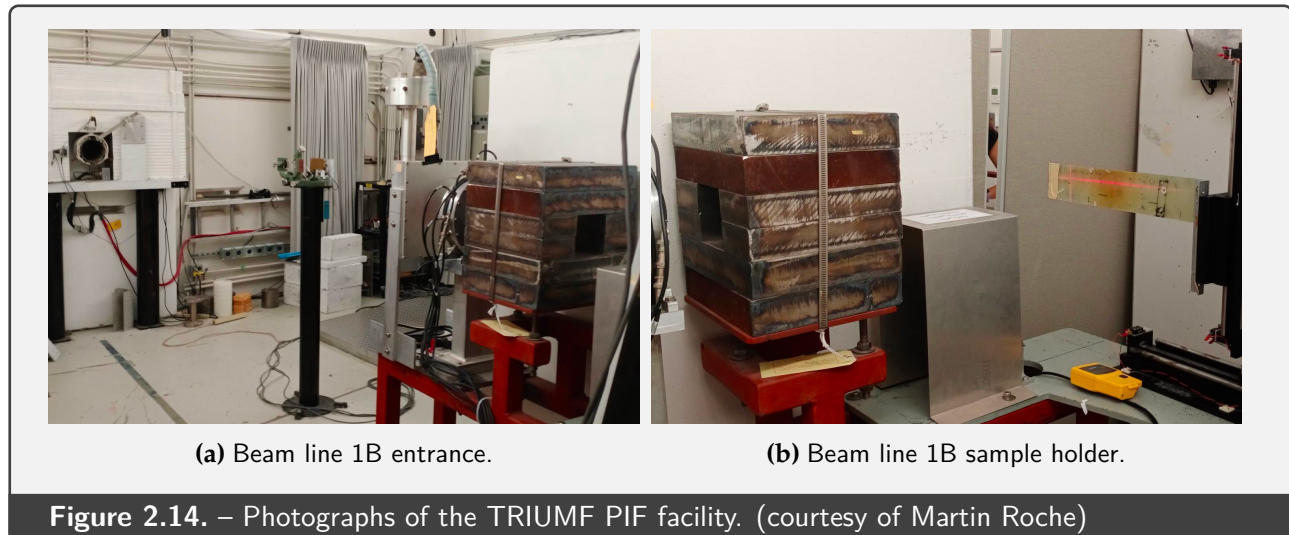 (a) Beam line 1B entrance.
(b) Beam line 1B sample holder.
Figure 2.14. – Photographs of the TRIUMF PIF facility. (courtesy of Martin Roche)